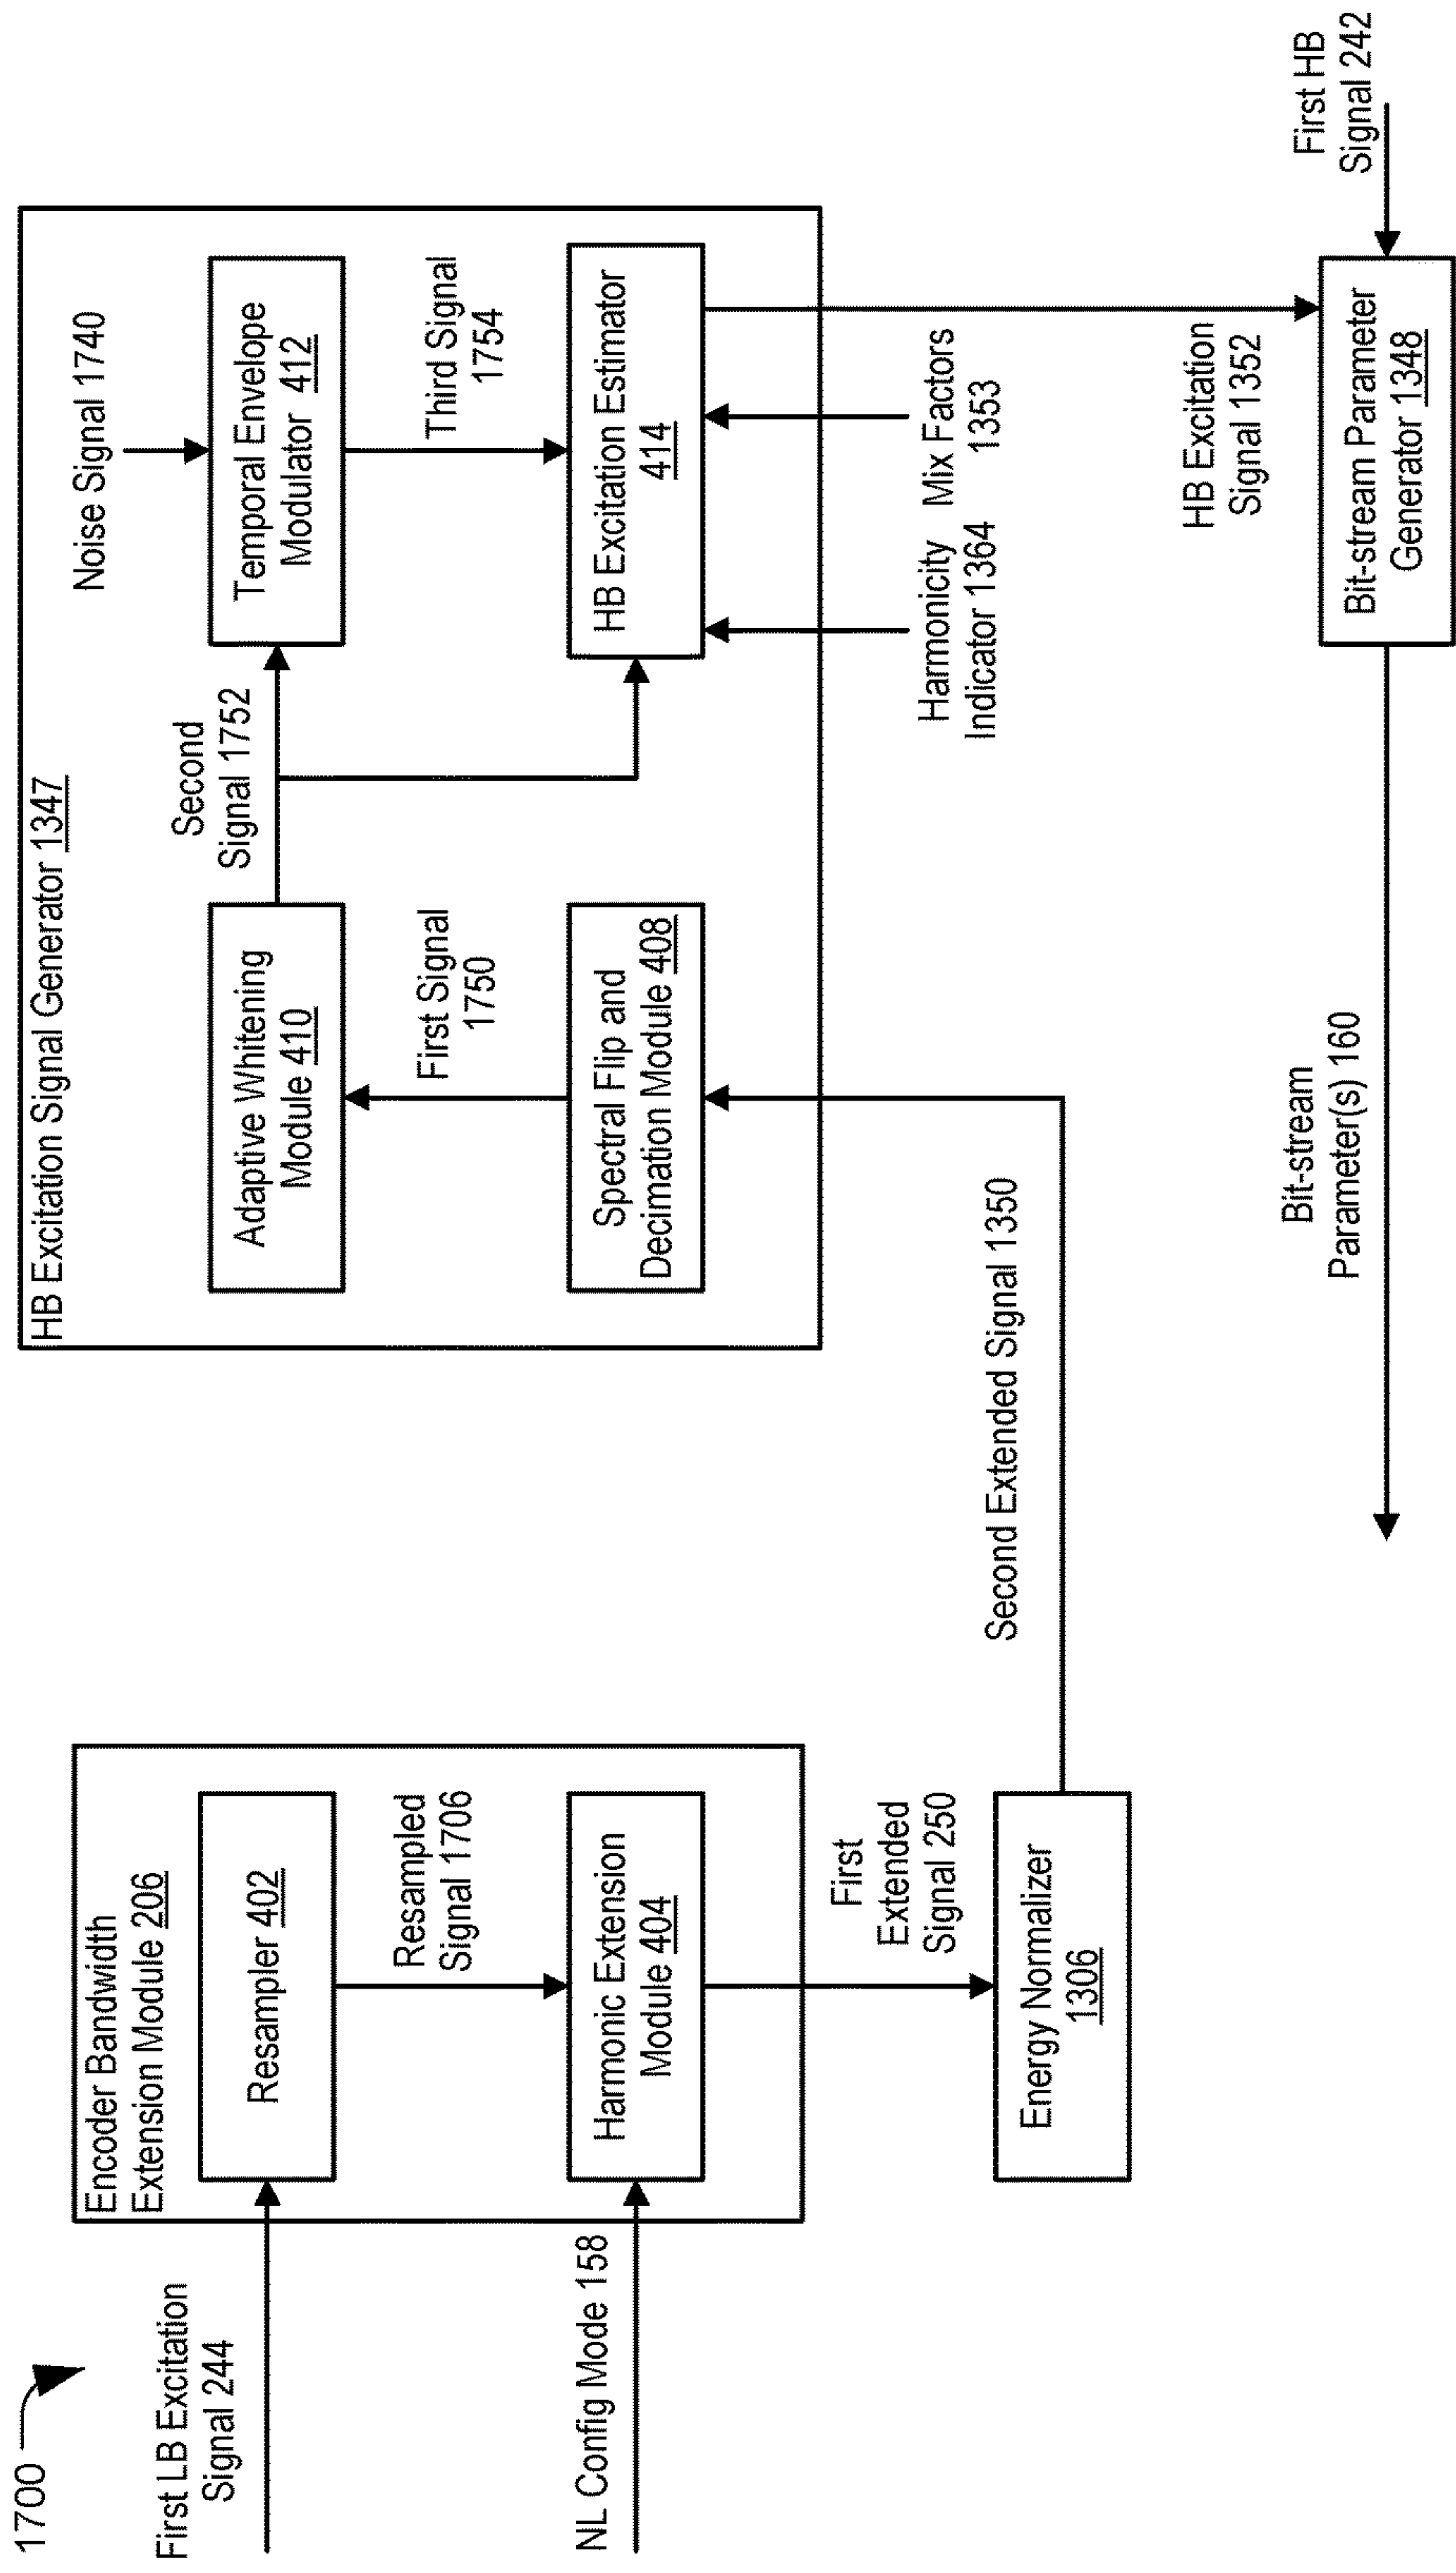 1700
First LB Excitation
Signal 244
NL Config Mode 158
Encoder Bandwidth
Extension Module 206
Resampler 402
Resampled
Signal 1706
Harmonic Extension
Module 404
First
Extended
Signal 250
Energy Normalizer
1306
Second Extended Signal 1350
HB Excitation Signal Generator 1347
Adaptive Whitening
Module 410
First Signal
1750
Spectral Flip and
Decimation Module 408
Second
Signal 1752
Noise Signal 1740
Temporal Envelope
Modulator 412
Third Signal
1754
HB Excitation Estimator
414
Harmonicity
Indicator 1364
Mix Factors
1353
HB Excitation
Signal 1352
First HB
Signal 242
Bit-stream Parameter
Generator 1348
Bit-stream
Parameter(s) 160